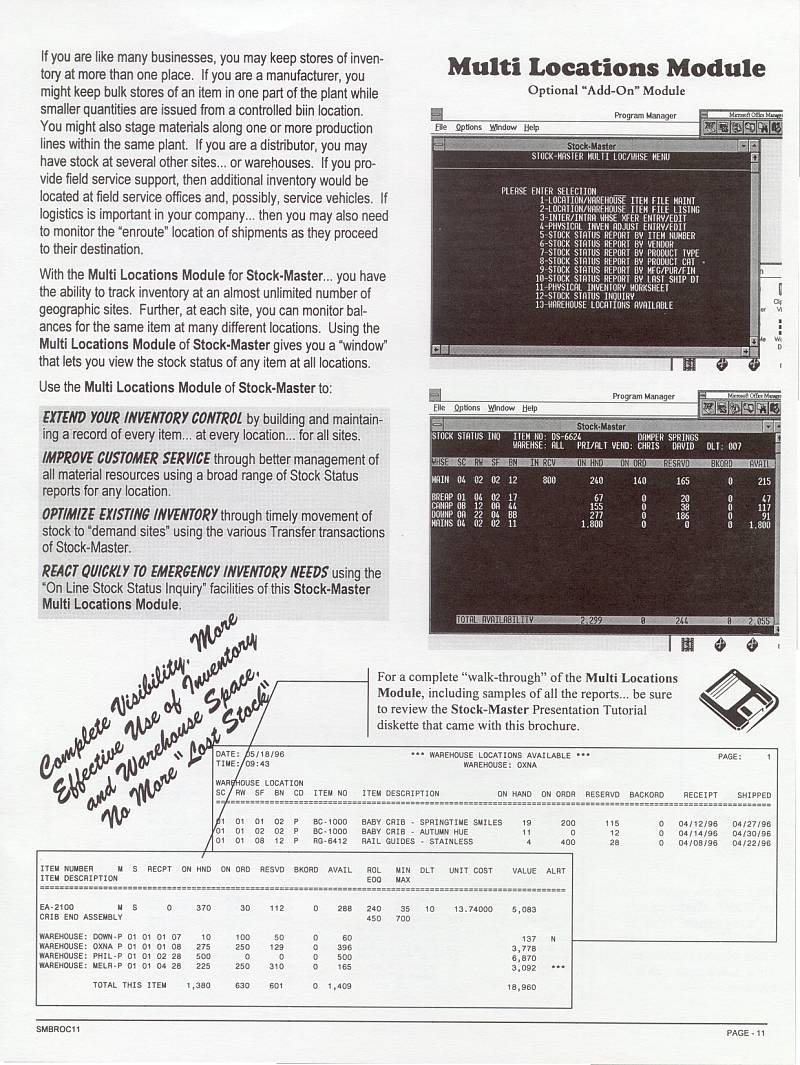 If you are like many businesses, you may keep stores of inven-
tory at more than one place. If you are a manufacturer, you
might keep bulk stores of an item in one part of the plant while
smaller quantities are issued from a controlled biin location.
You might also stage materials along one or more production
lines within the same plant. If you are a distributor, you may
have stock at several other sites... or warehouses. If you pro-
vide field service support, then additional inventory would be
located at field service offices and, possibly, service vehicles. If
logistics is important in your company... then you may also need
to monitor the "enroute" location of shipments as they proceed
to their destination.
With the Multi Locations Module for Stock-Master... you have
the ability to track inventory at an almost unlimited number of
geographic sites. Further, at each site, you can monitor bal-
ances for the same item at many different locations. Using the
Multi Locations Module of Stock-Master gives you a "window"
that lets you view the stock status of any item at all locations.
Use the Multi Locations Module of Stock-Master to:
EXTEND YOUR INVENTORY CONTROL by building and maintain-
ing a record of every item... at every location... for all sites.
IMPROVE CUSTOMER SERVICE through better management of
all material resources using a broad range of Stock Status
reports for any location.
OPTIMIZE EXISTING INVENTORY through timely movement of
stock to "demand sites" using the various Transfer transactions
of Stock-Master.
REACT QUICKLY TO EMERGENCY INVENTORY NEEDS using the
"On Line Stock Status Inquiry" facilities of this Stock-Master
Multi Locations Module.
Multi Locations Module
Optional "Add-On" Module
Program Manager
Microsoft Office Manager
File Options Window Help
Stock-Master
STOCK-MASTER MULTI LOC/WHSE MENU
PLEASE ENTER SELECTION
1-LOCATION/WAREHOUSE ITEM FILE MAINT
2-LOCATION/WAREHOUSE ITEM FILE LISTNG
3-INTER/INTRA WHSE XFER ENTRY/EDIT
4-PHYSICAL INVEN ADJUST ENTRY/EDIT
5-STOCK STATUS REPORT BY ITEM NUMBER
6-STOCK STATUS REPORT BY VENDOR
7-STOCK STATUS REPORT BY PRODUCT TYPE
8-STOCK STATUS REPORT BY PRODUCT CAT
9-STOCK STATUS REPORT BY MFG/PUR/FIN
10-STOCK STATUS REPORT BY LAST SHIP DT
11-PHYSICAL INVENTORY WORKSHEET
12-STOCK STATUS INQUIRY
13-WAREHOUSE LOCATIONS AVAILABLE
Program Manager
Microsoft Office Manager
File Options Window Help
Stock-Master
STOCK STATUS INQ ITEM NO: DS-6624 DAMPER SPRINGS
WAREHSE: ALL PRI/ALT VEND: CHRIS DAVID DLT: 007
WHSE SC RW SF BN IN RCV ON HND ON ORD RESRVD BKORD AVAIL
MAIN 04 02 02 12 800 240 140 165 0 215
BREAP 01 04 02 17 67 20 0 47
CANAP 0B 12 0A 44 155 38 0 117
DOWNP 0A 22 04 BB 277 186 0 91
MAINS 04 02 02 11 1,800 0 0 1,800
TOTAL AVAILABILITY 2,299 0 244 0 2,055
Complete Visibility, More
Effective Use of Inventory
and Warehouse Space,
No More "Lost Stock"
For a complete "walk-through" of the Multi Locations
Module, including samples of all the reports... be sure
to review the Stock-Master Presentation Tutorial
diskette that came with this brochure.
DATE: 05/18/96 *** WAREHOUSE LOCATIONS AVAILABLE *** PAGE: 1
TIME: 09:43 WAREHOUSE: OXNA
WAREHOUSE LOCATION
SC RW SF BN CD ITEM NO ITEM DESCRIPTION ON HAND ON ORDR RESERVD BACKORD RECEIPT SHIPPED
01 01 01 02 P BC-1000 BABY CRIB - SPRINGTIME SMILES 19 200 115 0 04/12/96 04/27/96
01 01 02 02 P BC-1000 BABY CRIB - AUTUMN HUE 11 0 12 0 04/14/96 04/30/96
01 01 08 12 P RG-6412 RAIL GUIDES - STAINLESS 4 400 28 0 04/08/96 04/22/96
ITEM NUMBER M S RECPT ON HND ON ORD RESVD BKORD AVAIL ROL MIN DLT UNIT COST VALUE ALRT
ITEM DESCRIPTION EOQ MAX
EA-2100 M S 0 370 30 112 0 288 240 35 10 13.74000 5,083
CRIB END ASSEMBLY 450 700
WAREHOUSE: DOWN-P 01 01 01 07 10 100 50 0 60 137 N
WAREHOUSE: OXNA P 01 01 01 08 275 250 129 0 396 3,778
WAREHOUSE: PHIL-P 01 01 02 28 500 0 0 0 500 6,870
WAREHOUSE: MELR-P 01 01 04 26 225 250 310 0 165 3,092 ***
TOTAL THIS ITEM 1,380 630 601 0 1,409 18,960
SMBROC11
PAGE - 11